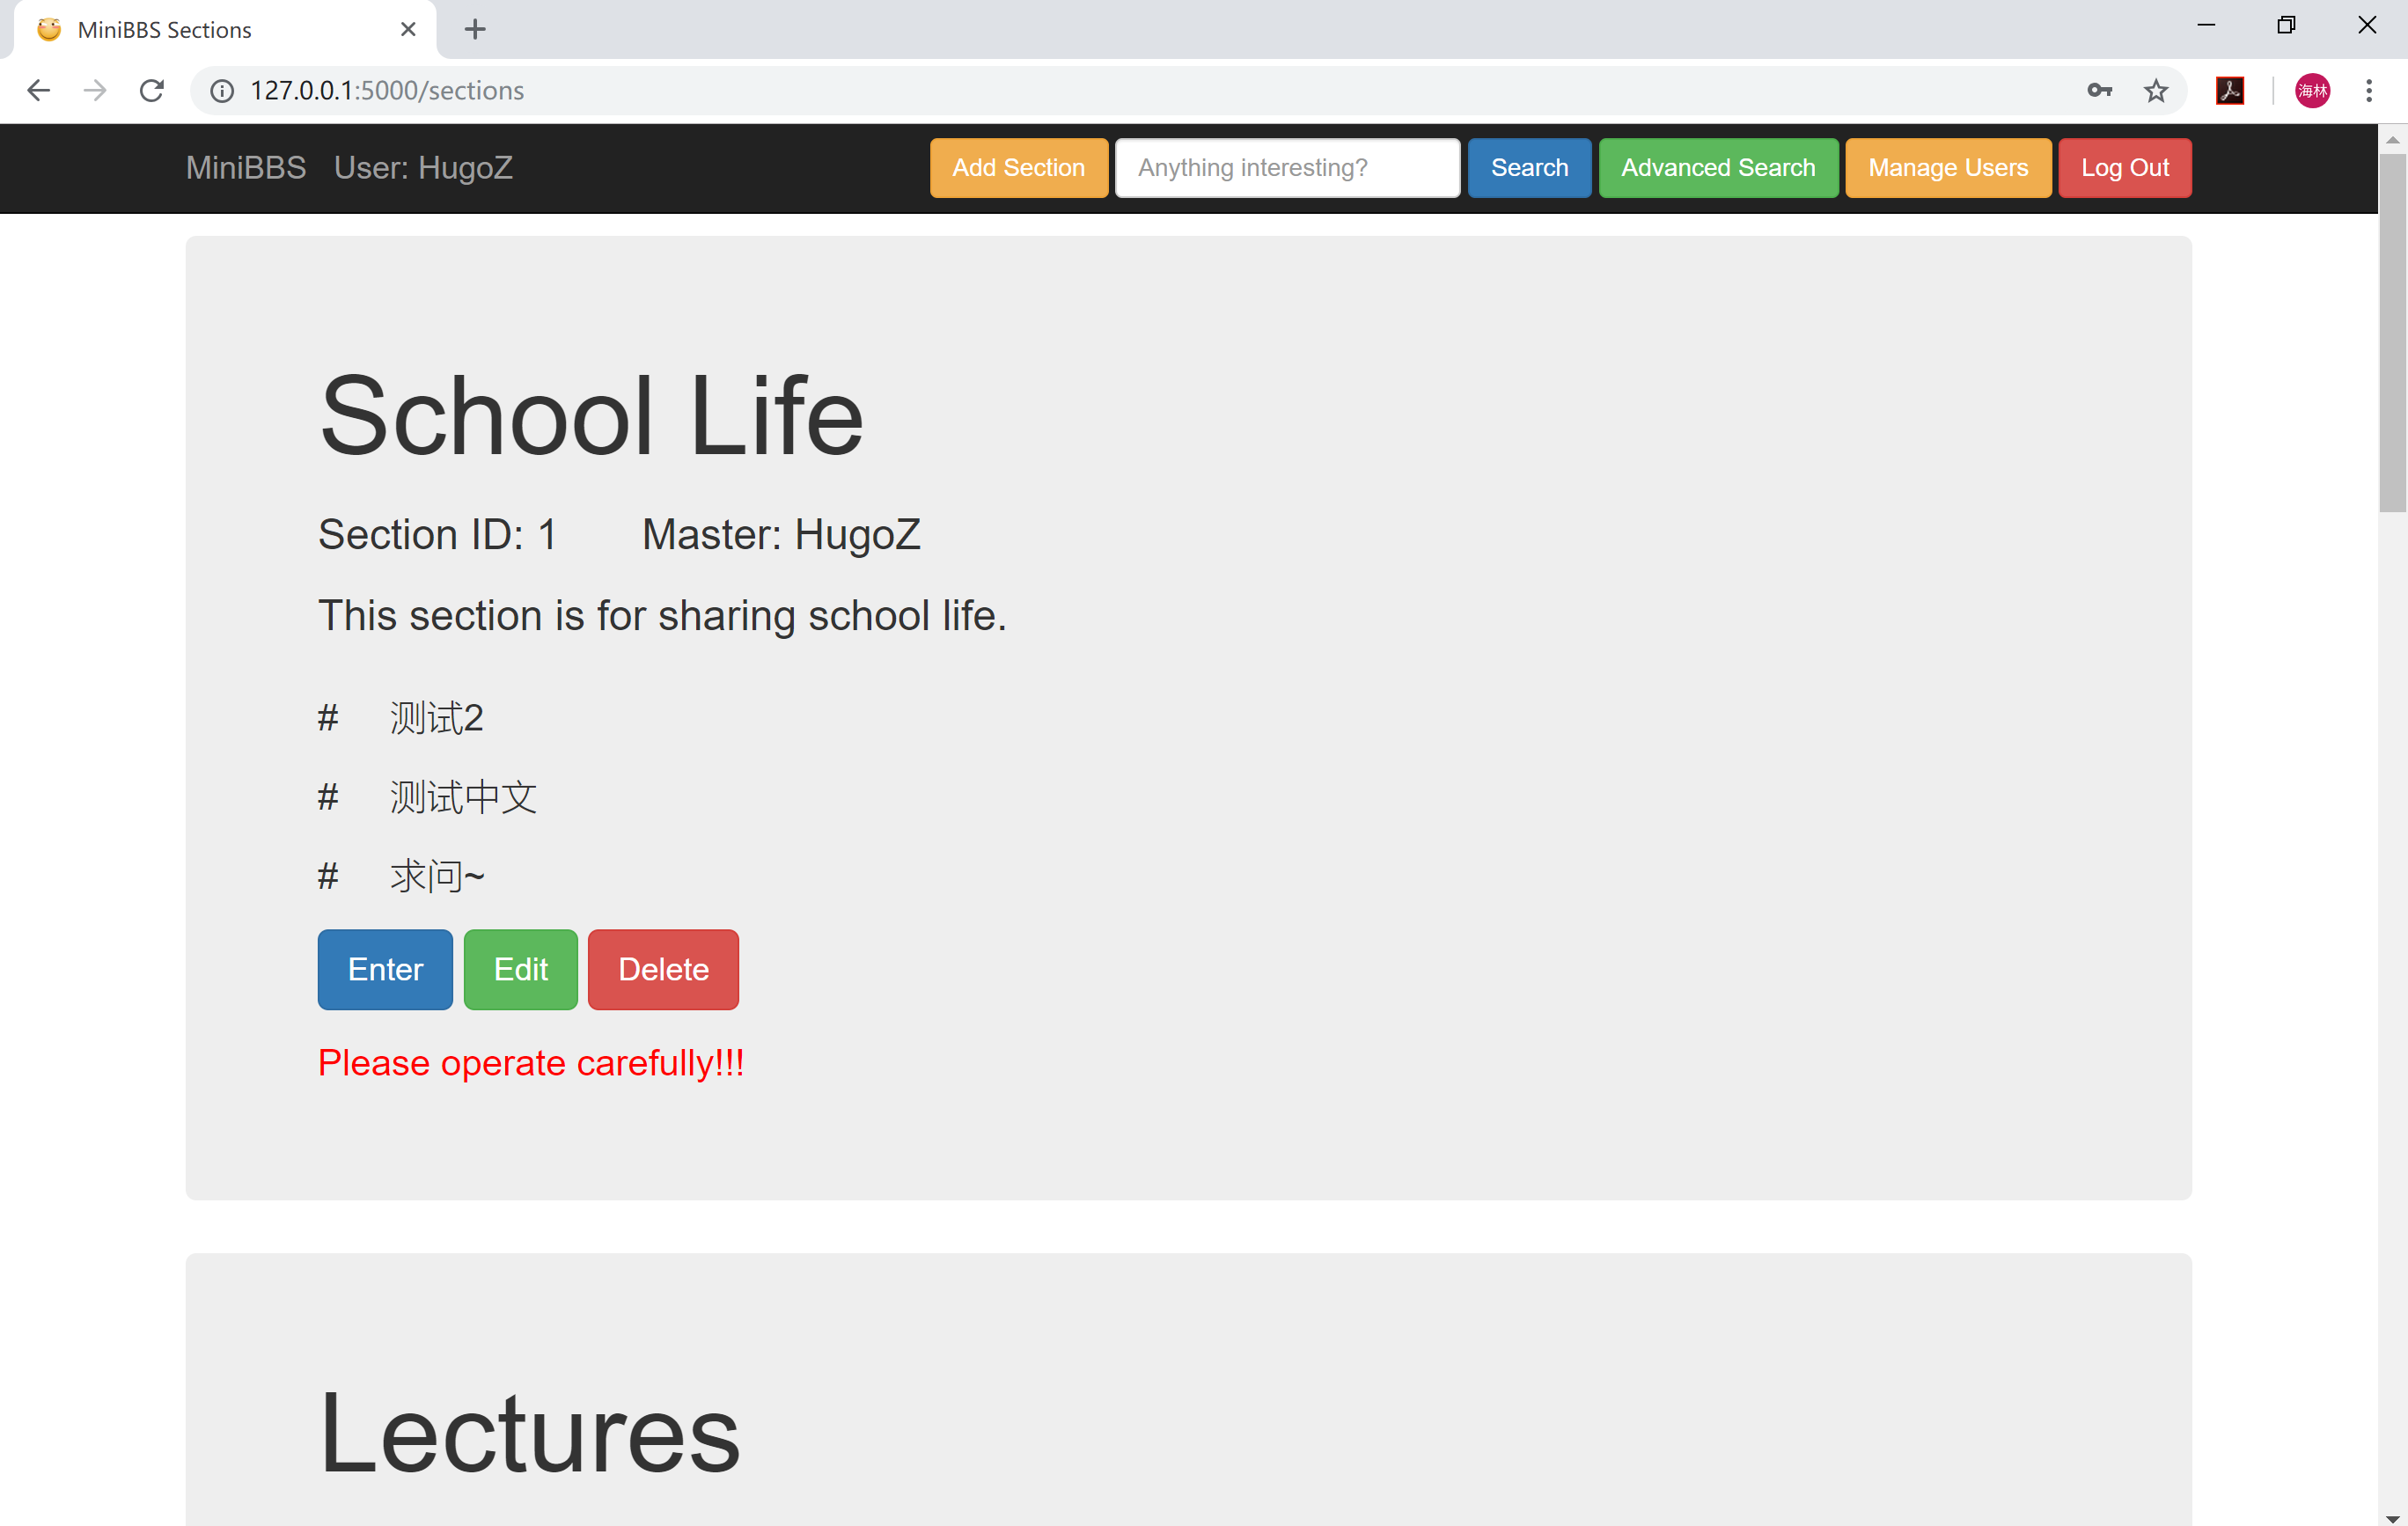 MiniBBS Sections
127.0.0.1:5000/sections
海林
MiniBBS User: HugoZ Add Section Anything interesting? Search Advanced Search Manage Users Log Out
School Life
Section ID: 1 Master: HugoZ
This section is for sharing school life.
# 测试2
# 测试中文
# 求问~
Enter Edit Delete
Please operate carefully!!!
Lectures